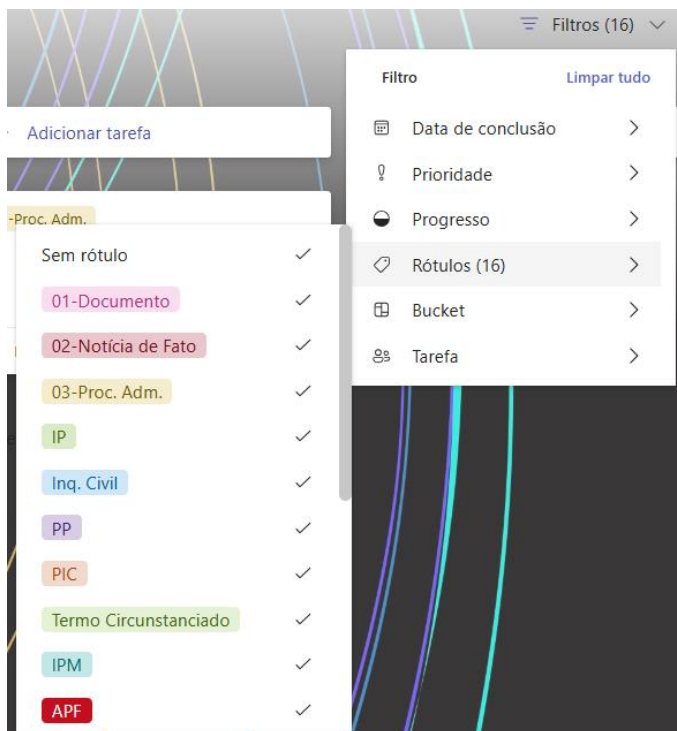 Filtros (16)
Filtro
Limpar tudo
Adicionar tarefa
Data de conclusão
Prioridade
Progresso
Rótulos (16)
Bucket
Tarefa
-Proc. Adm.
Sem rótulo
01-Documento
02-Notícia de Fato
03-Proc. Adm.
IP
Inq. Civil
PP
PIC
Termo Circunstanciado
IPM
APF